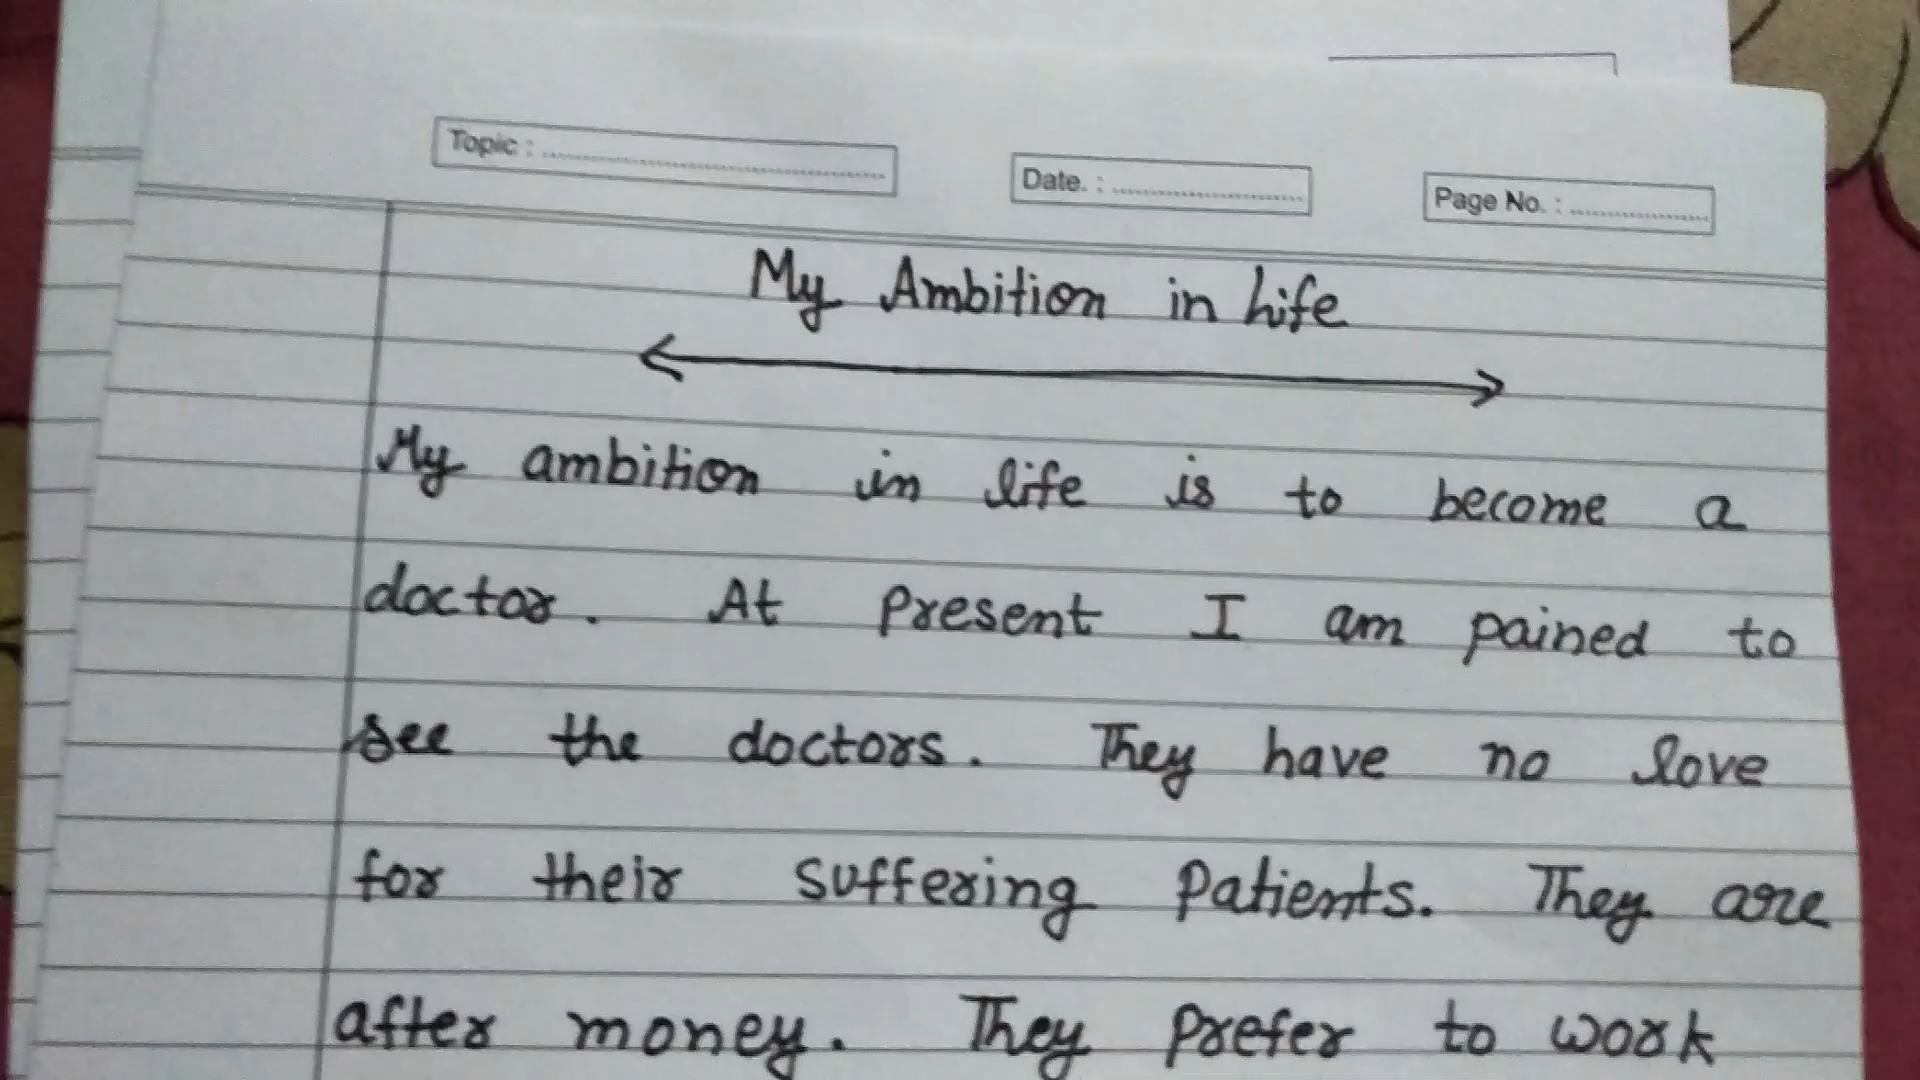 Topic :
Date. :
Page No. :
My Ambition in Life
My ambition in life is to become a
doctor. At present I am pained to
see the doctors. They have no love
for their suffering patients. They are
after money. They prefer to work